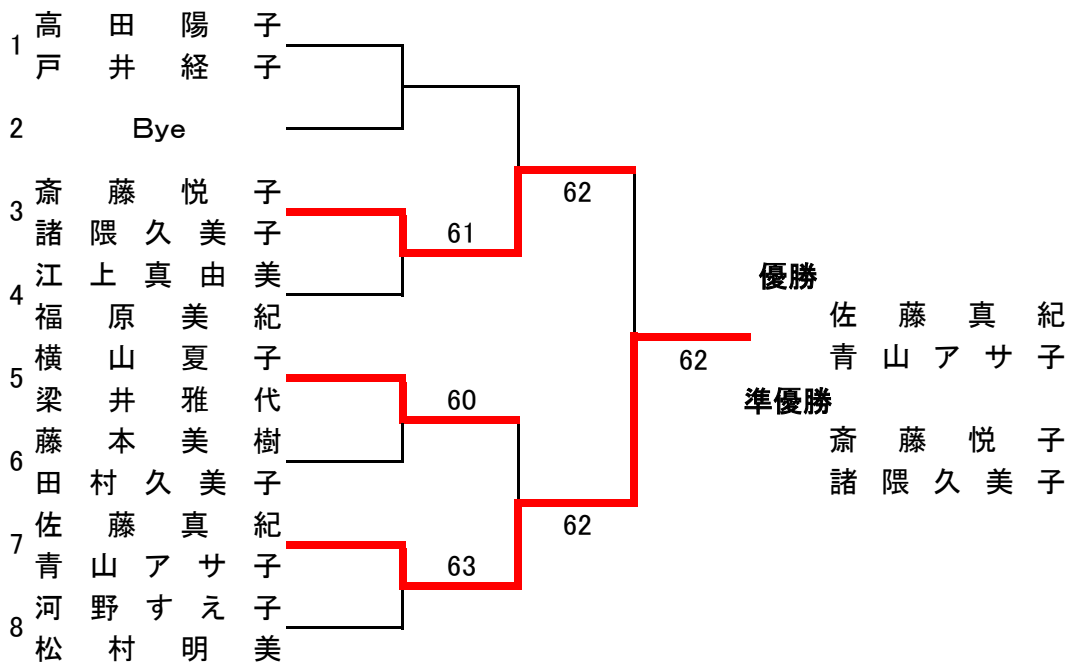 1
高田陽子
戸井経子
2
Bye
3
斎藤悦子
諸隈久美子
61
62
4
江上真由美
福原美紀
5
横山夏子
梁井雅代
60
6
藤本美樹
田村久美子
7
佐藤真紀
青山アサ子
63
62
8
河野すえ子
松村明美
62
優勝
佐藤真紀
青山アサ子
準優勝
斎藤悦子
諸隈久美子